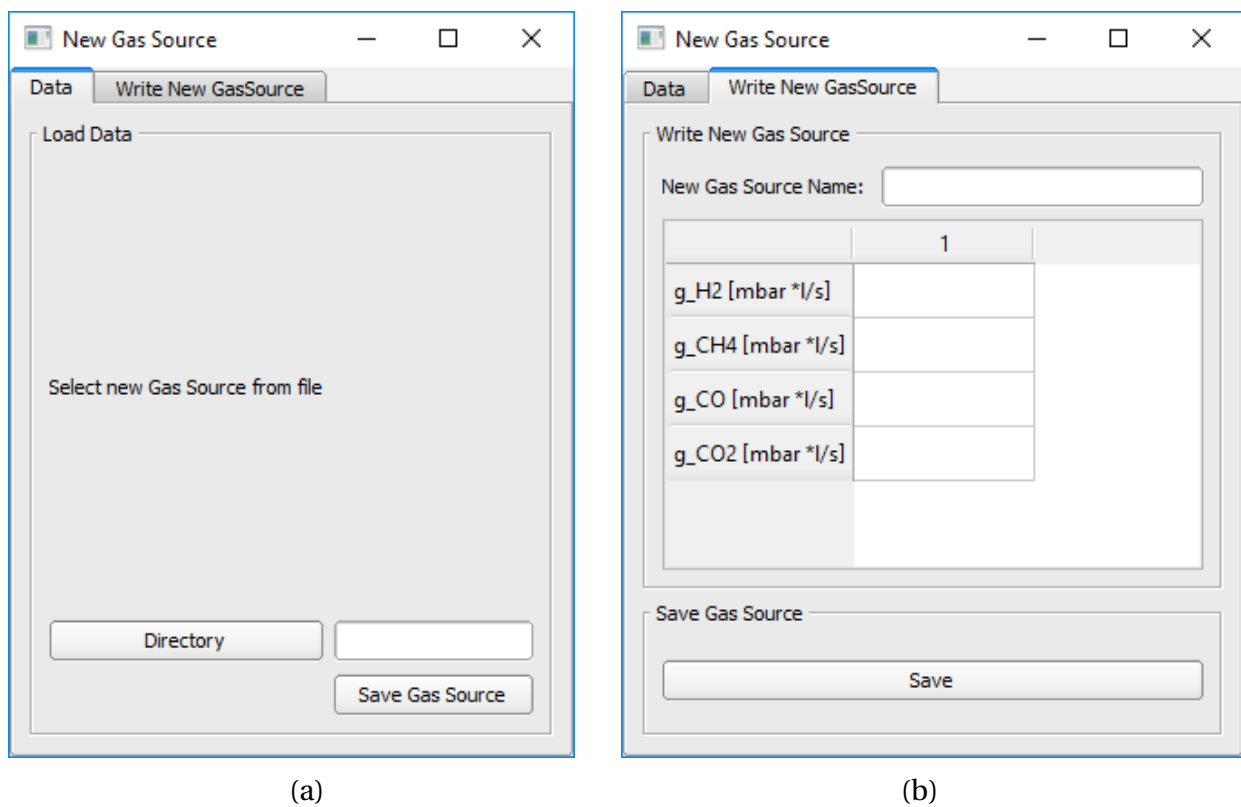 New Gas Source
Data
Write New GasSource
Load Data
Select new Gas Source from file
Directory
Save Gas Source
(a)
New Gas Source
Data
Write New GasSource
Write New Gas Source
New Gas Source Name:
1
g_H2 [mbar *l/s]
g_CH4 [mbar *l/s]
g_CO [mbar *l/s]
g_CO2 [mbar *l/s]
Save Gas Source
Save
(b)